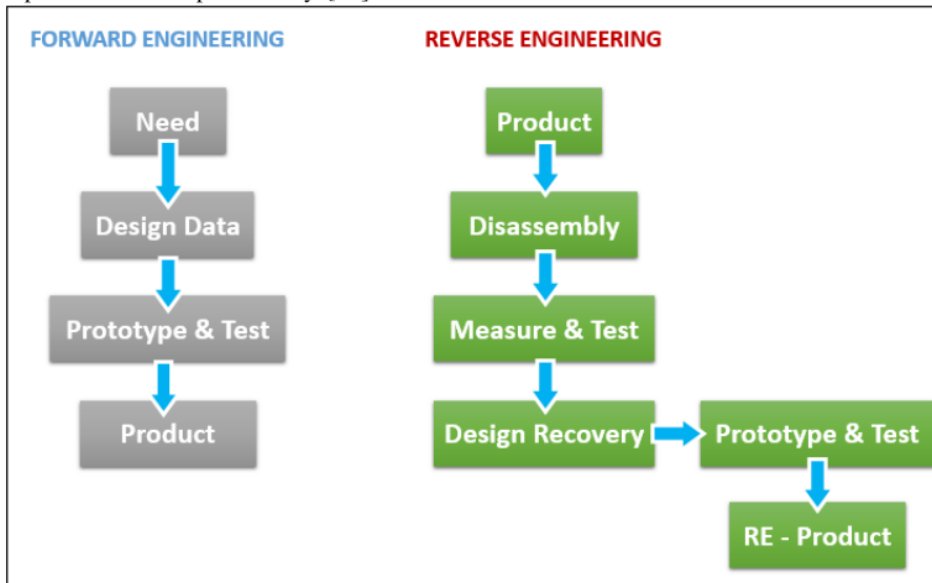 FORWARD ENGINEERING
Need
Design Data
Prototype & Test
Product
REVERSE ENGINEERING
Product
Disassembly
Measure & Test
Design Recovery
Prototype & Test
RE - Product